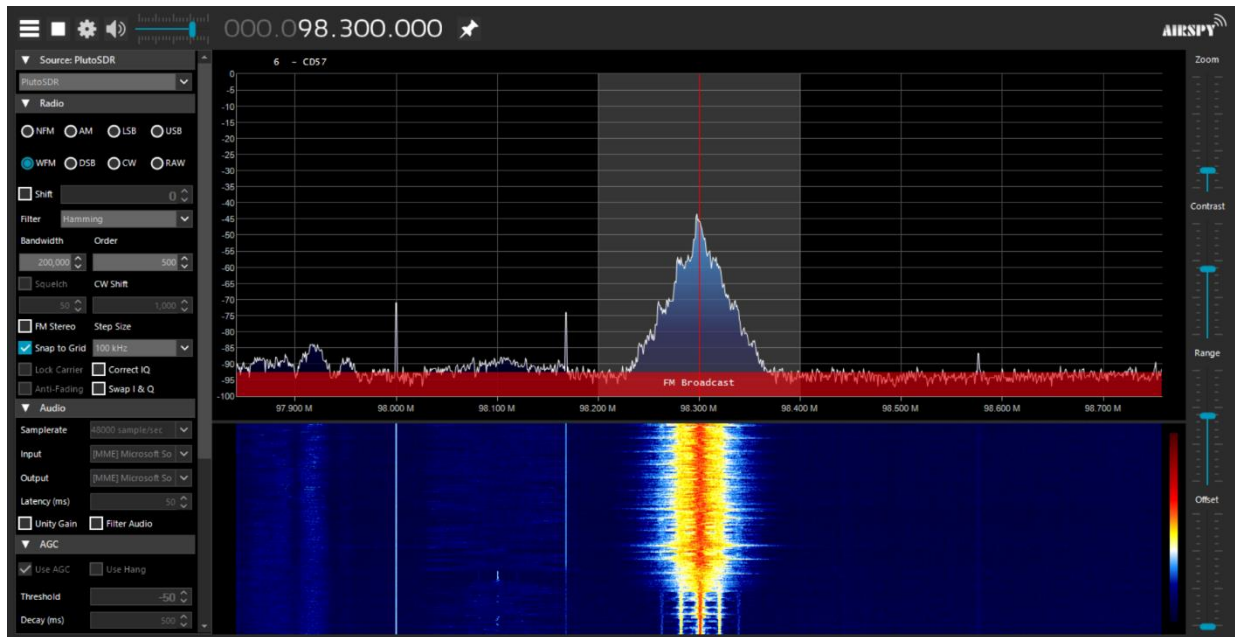 000.098.300.000
AIRSPY
Source: PlutoSDR
PlutoSDR
Radio
NFM AM LSB USB
WFM DSB CW RAW
Shift 0
Filter Hamming
Bandwidth Order
200,000 500
Squelch CW Shift
50 1,000
FM Stereo Step Size
Snap to Grid 100 kHz
Lock Carrier Correct IQ
Anti-Fading Swap I & Q
Audio
Samplerate 48000 sample/sec
Input [MME] Microsoft So
Output [MME] Microsoft So
Latency (ms) 50
Unity Gain Filter Audio
AGC
Use AGC Use Hang
Threshold -50
Decay (ms) 500
6 - CD57
0
-5
-10
-15
-20
-25
-30
-35
-40
-45
-50
-55
-60
-65
-70
-75
-80
-85
-90
-95
-100
FM Broadcast
97.900 M 98.000 M 98.100 M 98.200 M 98.300 M 98.400 M 98.500 M 98.600 M 98.700 M
Zoom
Contrast
Range
Offset